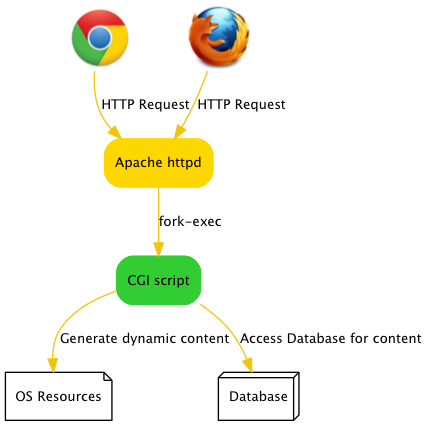 HTTP Request
HTTP Request
Apache httpd
fork-exec
CGI script
Generate dynamic content
Access Database for content
OS Resources
Database